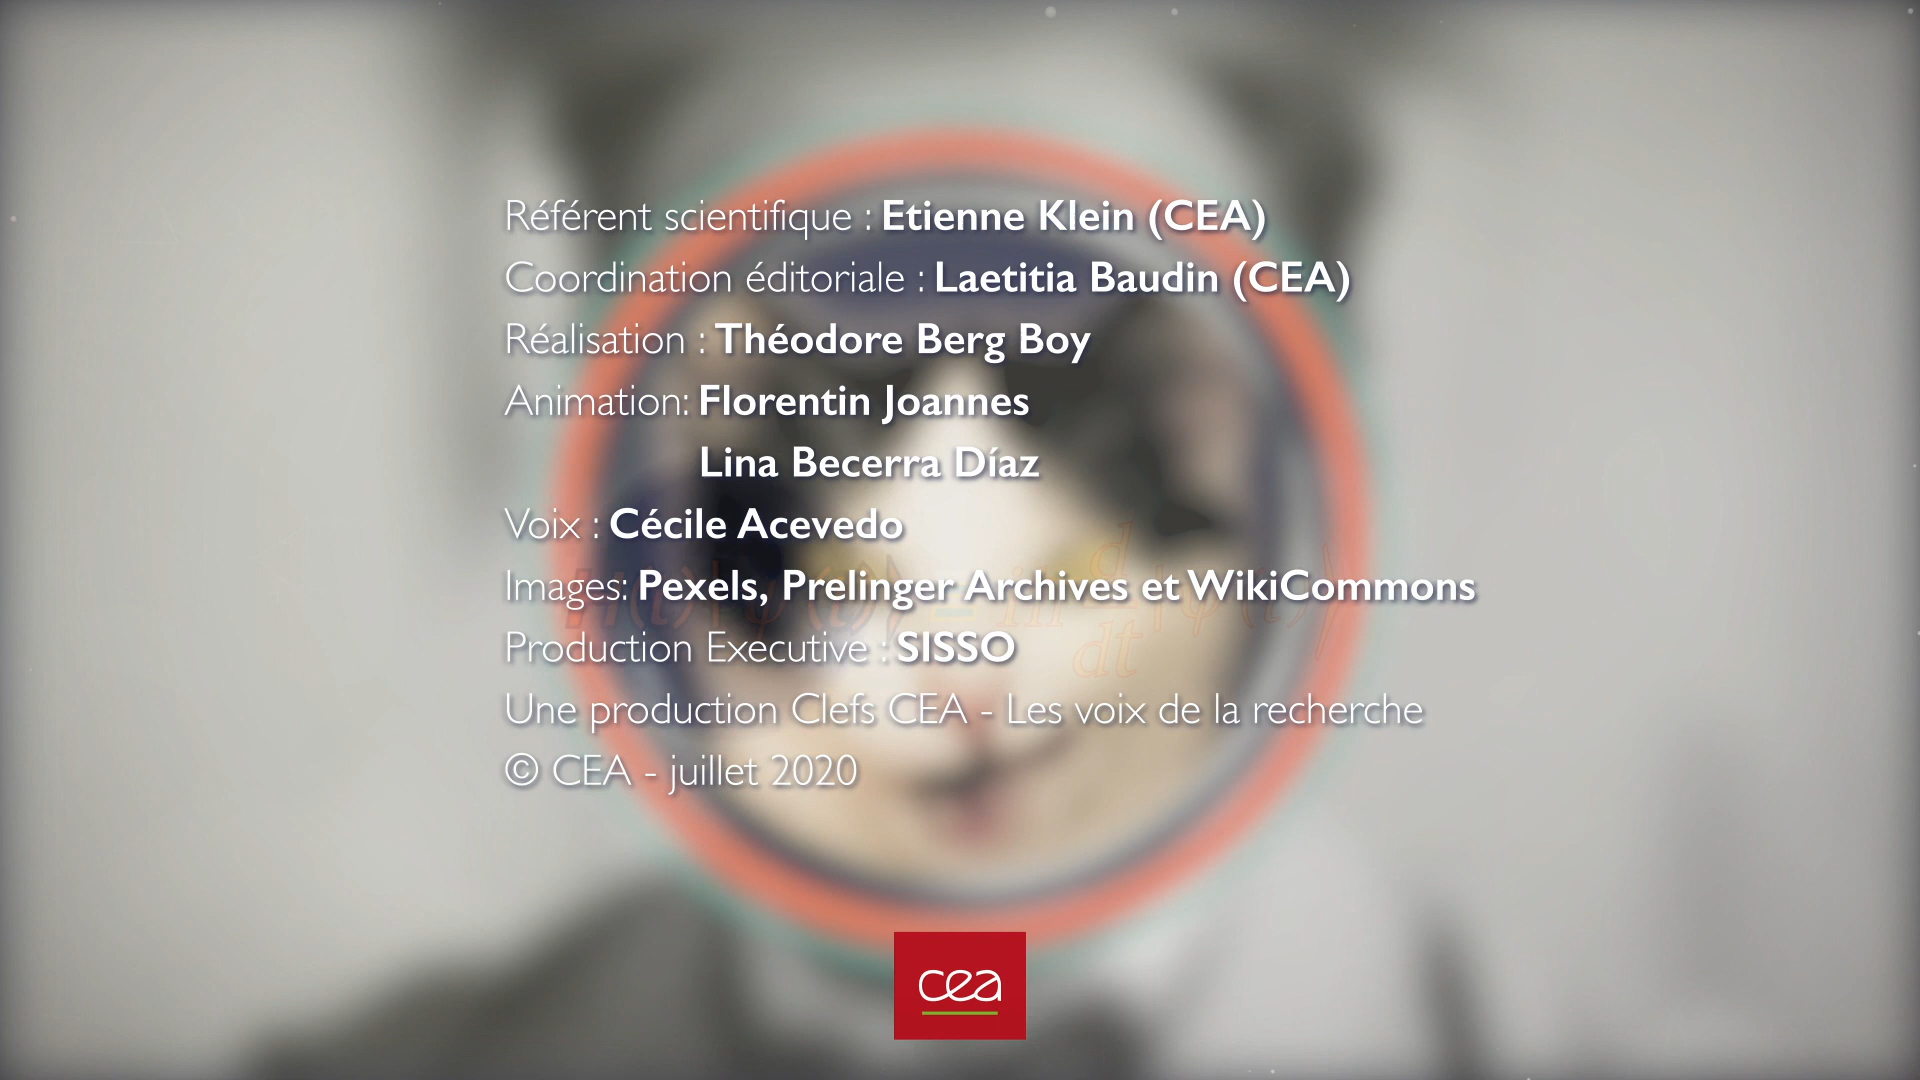 Référent scientifique : Etienne Klein (CEA)
Coordination éditoriale : Laetitia Baudin (CEA)
Réalisation : Théodore Berg Boy
Animation: Florentin Joannes
Lina Becerra Díaz
Voix : Cécile Acevedo
Images: Pexels, Prelinger Archives et WikiCommons
Production Executive : SISSO
Une production Clefs CEA - Les voix de la recherche
© CEA - juillet 2020
cea